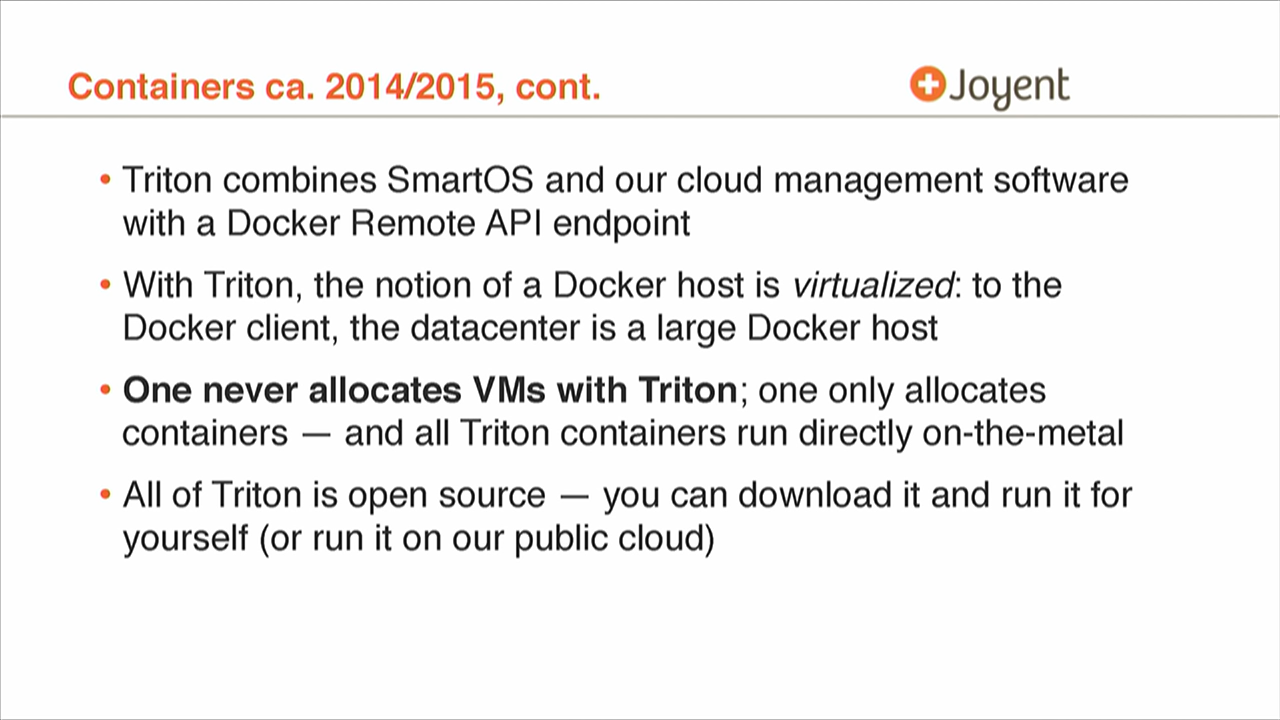 Containers ca. 2014/2015, cont.
Joyent
• Triton combines SmartOS and our cloud management software
with a Docker Remote API endpoint
• With Triton, the notion of a Docker host is virtualized: to the
Docker client, the datacenter is a large Docker host
• One never allocates VMs with Triton; one only allocates
containers — and all Triton containers run directly on-the-metal
• All of Triton is open source — you can download it and run it for
yourself (or run it on our public cloud)